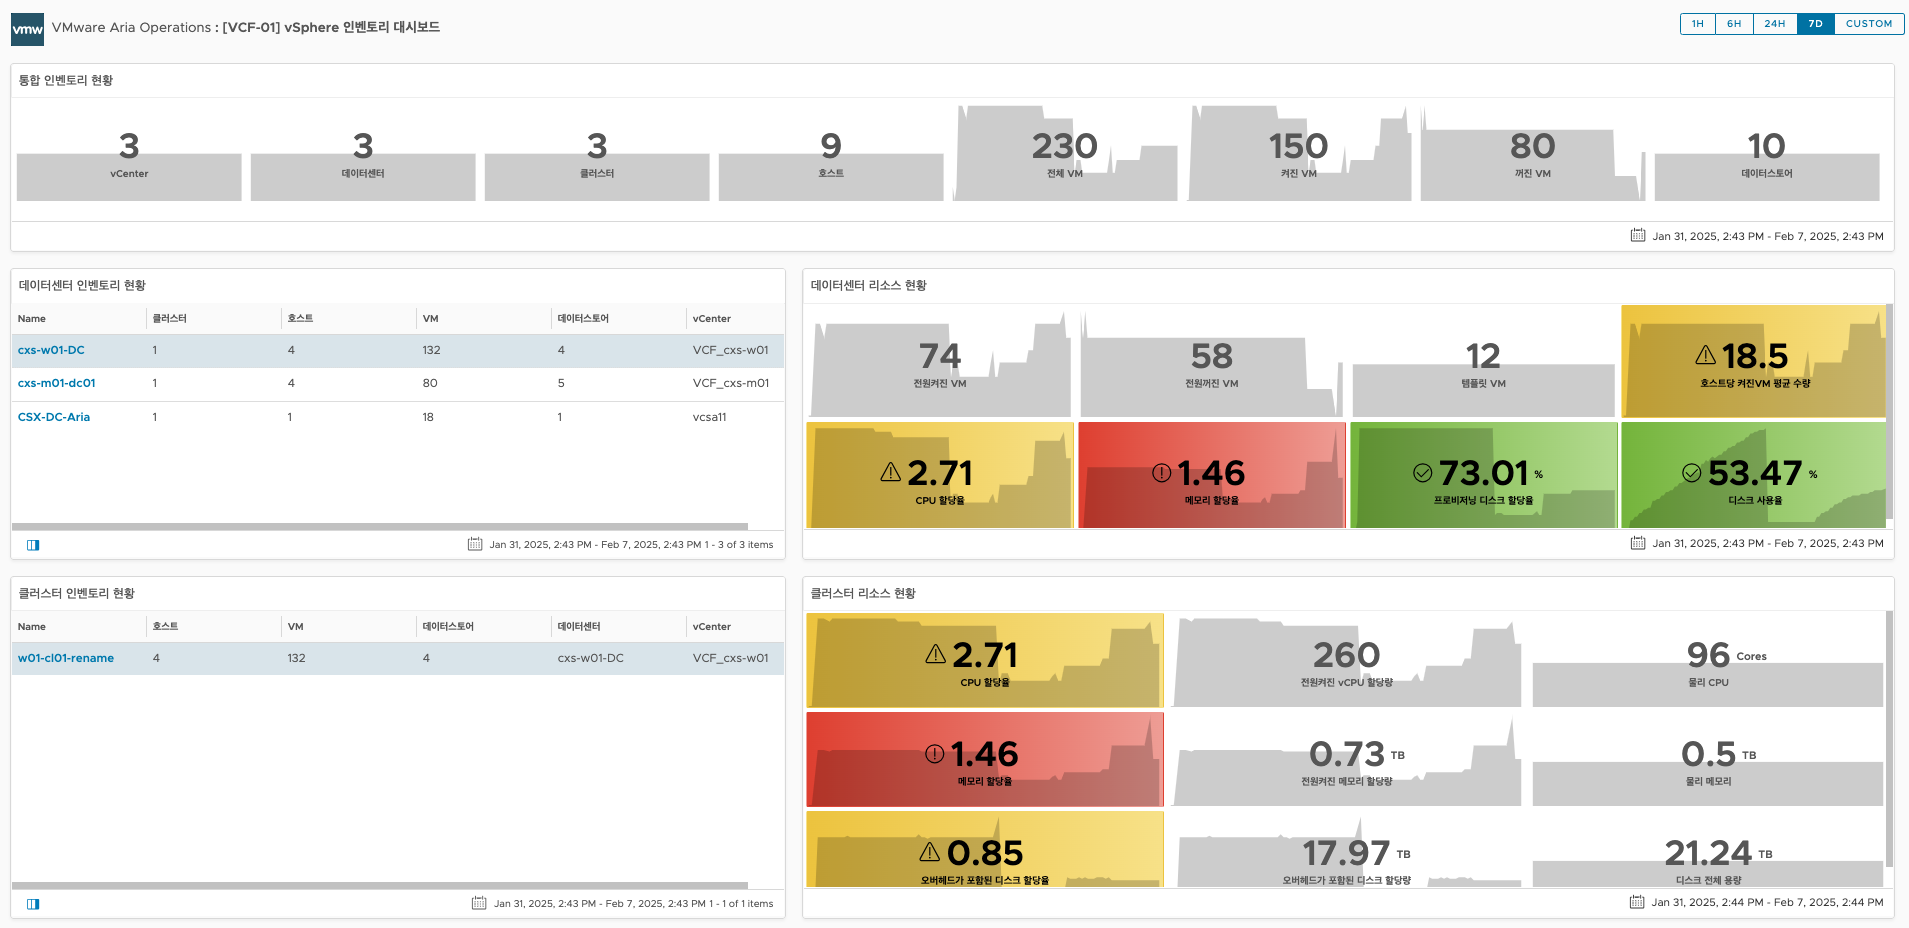 vmw VMware Aria Operations : [VCF-01] vSphere 인벤토리 대시보드
1H 6H 24H 7D CUSTOM
통합 인벤토리 현황
3
vCenter
3
데이터센터
3
클러스터
9
호스트
230
전체 VM
150
켜진 VM
80
꺼진 VM
10
데이터스토어
Jan 31, 2025, 2:43 PM - Feb 7, 2025, 2:43 PM
데이터센터 인벤토리 현황
Name 클러스터 호스트 VM 데이터스토어 vCenter
cxs-w01-DC 1 4 132 4 VCF_cxs-w01
cxs-m01-dc01 1 4 80 5 VCF_cxs-m01
CSX-DC-Aria 1 1 18 1 vcsa11
Jan 31, 2025, 2:43 PM - Feb 7, 2025, 2:43 PM 1 - 3 of 3 items
데이터센터 리소스 현황
74
전원켜진 VM
58
전원꺼진 VM
12
템플릿 VM
18.5
호스트당 켜진VM 평균 수량
2.71
CPU 할당율
1.46
메모리 할당율
73.01 %
프로비저닝 디스크 할당율
53.47 %
디스크 사용율
Jan 31, 2025, 2:43 PM - Feb 7, 2025, 2:43 PM
클러스터 인벤토리 현황
Name 호스트 VM 데이터스토어 데이터센터 vCenter
w01-cl01-rename 4 132 4 cxs-w01-DC VCF_cxs-w01
Jan 31, 2025, 2:43 PM - Feb 7, 2025, 2:43 PM 1 - 1 of 1 items
클러스터 리소스 현황
2.71
CPU 할당율
260
전원켜진 vCPU 할당량
96 Cores
물리 CPU
1.46
메모리 할당율
0.73 TB
전원켜진 메모리 할당량
0.5 TB
물리 메모리
0.85
오버헤드가 포함된 디스크 할당율
17.97 TB
오버헤드가 포함된 디스크 할당량
21.24 TB
디스크 전체 용량
Jan 31, 2025, 2:44 PM - Feb 7, 2025, 2:44 PM